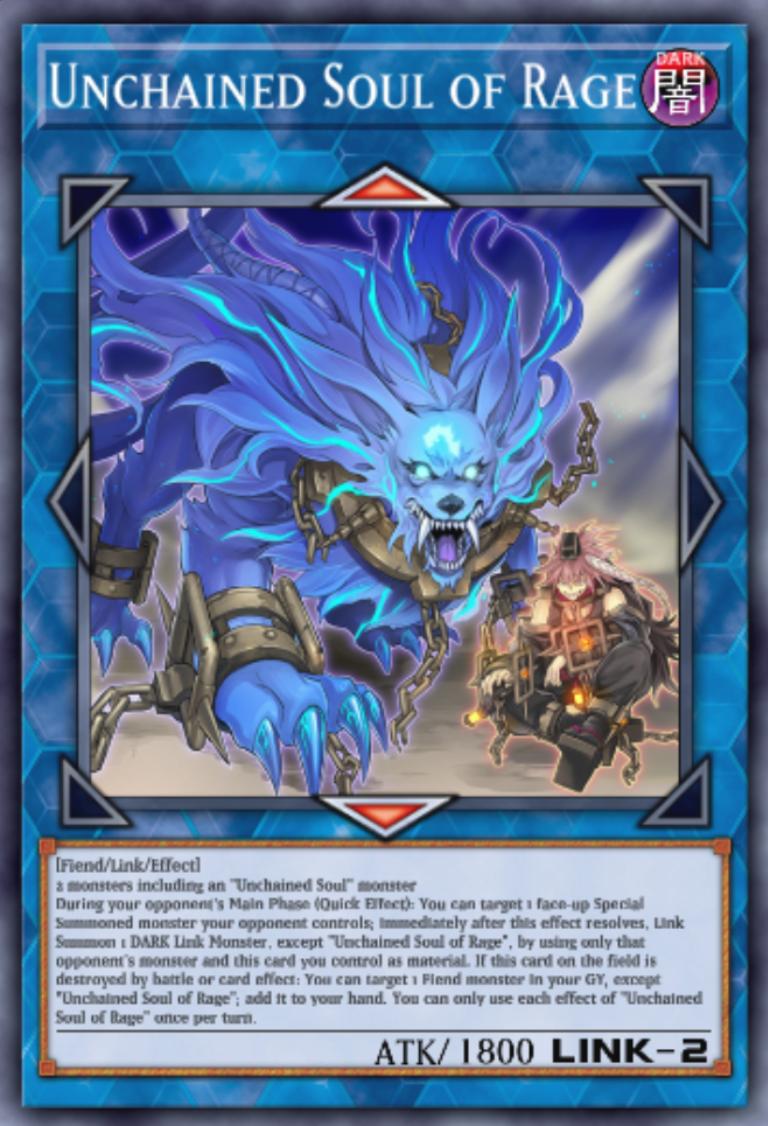 UNCHAINED SOUL OF RAGE
DARK
闇
[Fiend/Link/Effect]
2 monsters including an "Unchained Soul" monster
During your opponent's Main Phase (Quick Effect): You can target 1 face-up Special
Summoned monster your opponent controls; immediately after this effect resolves, Link
Summon 1 DARK Link Monster, except "Unchained Soul of Rage", by using only that
opponent's monster and this card you control as material. If this card on the field is
destroyed by battle or card effect: You can target 1 Fiend monster in your GY, except
"Unchained Soul of Rage"; add it to your hand. You can only use each effect of "Unchained
Soul of Rage" once per turn.
ATK/ 1800 LINK-2